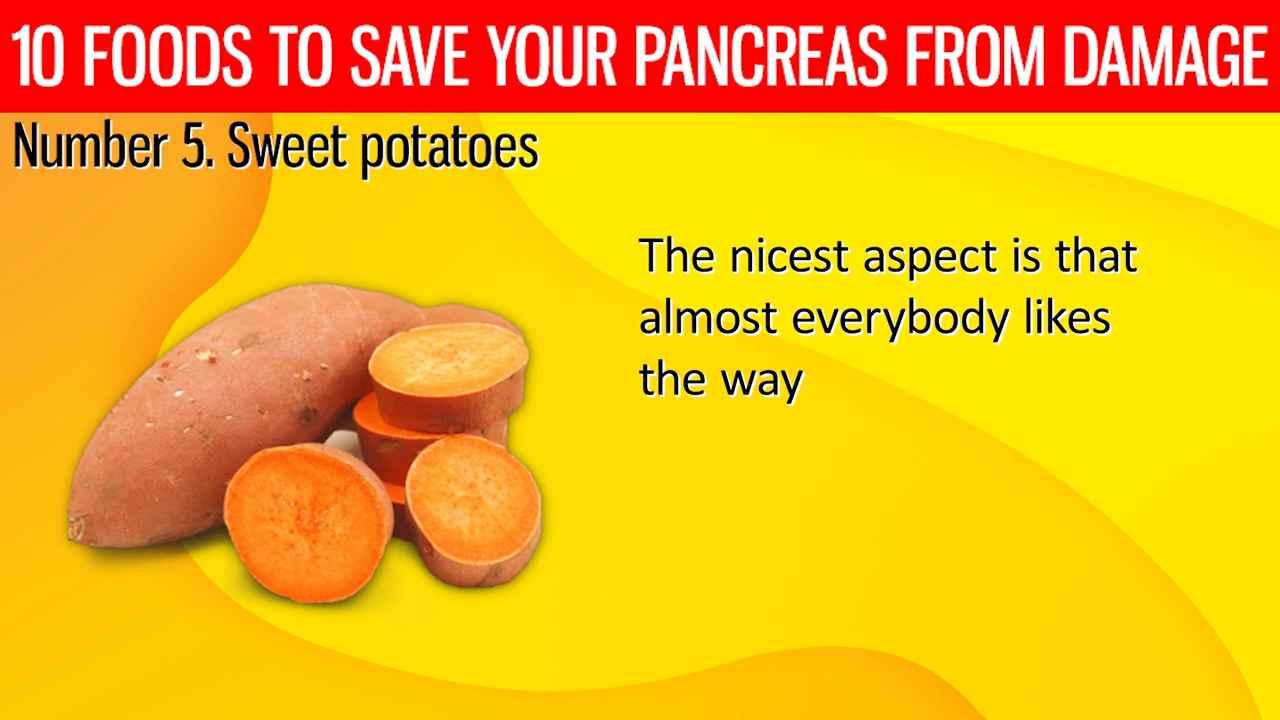 10 FOODS TO SAVE YOUR PANCREAS FROM DAMAGE
Number 5. Sweet potatoes
The nicest aspect is that
almost everybody likes
the way